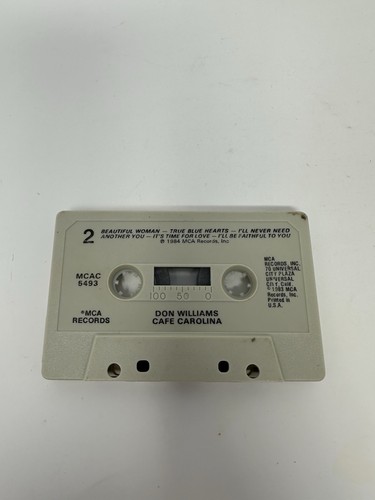 2
BEAUTIFUL WOMAN — TRUE BLUE HEARTS — I'LL NEVER NEED
ANOTHER YOU — IT'S TIME FOR LOVE — I'LL BE FAITHFUL TO YOU
℗ 1984 MCA Records, Inc
MCAC
5493
100 50 0
MCA
RECORDS, INC.
70 UNIVERSAL
CITY PLAZA
UNIVERSAL
CITY, Calif.
© 1983 MCA
Records, Inc.
Printed in
U.S.A.
®MCA
RECORDS
DON WILLIAMS
CAFE CAROLINA